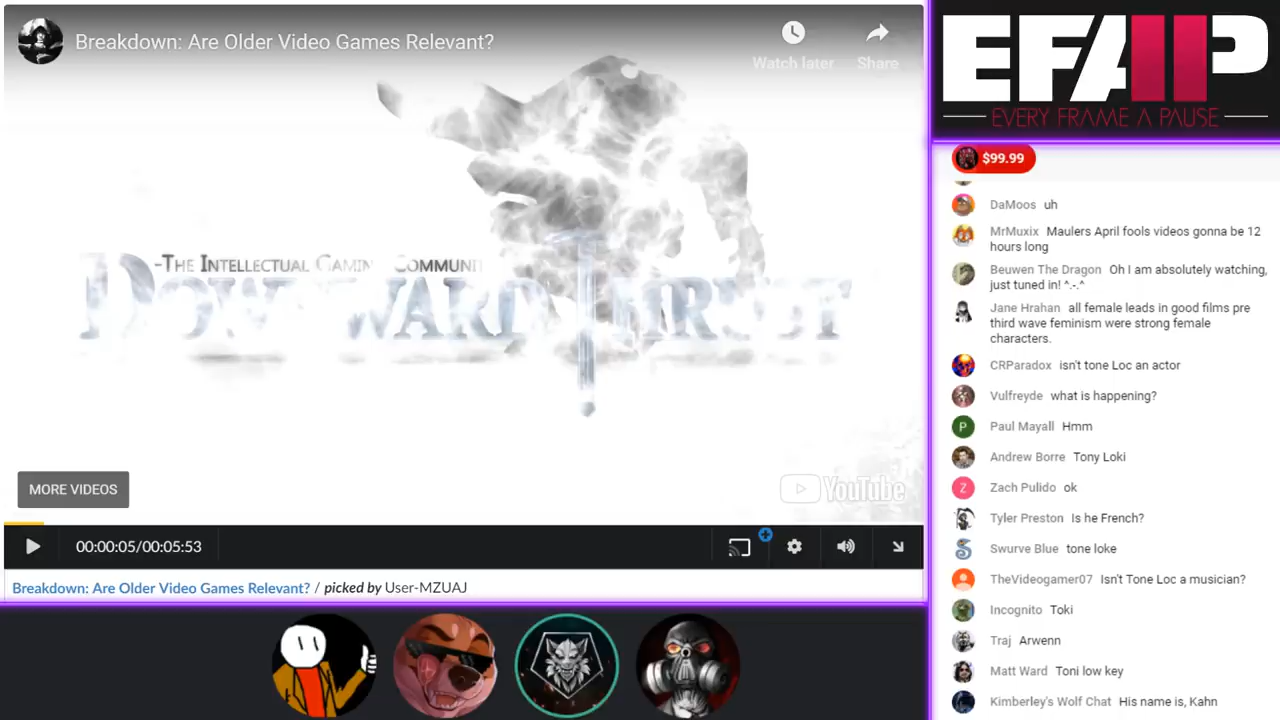 Breakdown: Are Older Video Games Relevant?
Watch later
Share
-The Intellectual Gaming Communi
Downward Thrust
MORE VIDEOS
YouTube
00:00:05/00:05:53
Breakdown: Are Older Video Games Relevant? / picked by User-MZUAJ
EFAP
EVERY FRAME A PAUSE
$99.99
DaMoos uh
MrMuxix Maulers April fools videos gonna be 12
hours long
Beuwen The Dragon Oh I am absolutely watching,
just tuned in! ^.-.^
Jane Hrahan all female leads in good films pre
third wave feminism were strong female
characters.
CRParadox isn't tone Loc an actor
Vulfreyde what is happening?
P Paul Mayall Hmm
Andrew Borre Tony Loki
Z Zach Pulido ok
Tyler Preston Is he French?
Swurve Blue tone loke
TheVideogamer07 Isn't Tone Loc a musician?
Incognito Toki
Traj Arwenn
Matt Ward Toni low key
Kimberley's Wolf Chat His name is, Kahn